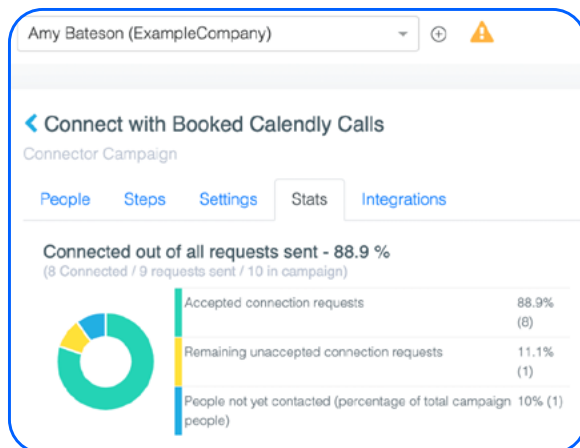 Amy Bateson (ExampleCompany)
Connect with Booked Calendly Calls
Connector Campaign
People Steps Settings Stats Integrations
Connected out of all requests sent - 88.9 %
(8 Connected / 9 requests sent / 10 in campaign)
Accepted connection requests 88.9%
(8)
Remaining unaccepted connection requests 11.1%
(1)
People not yet contacted (percentage of total campaign 10% (1)
people)